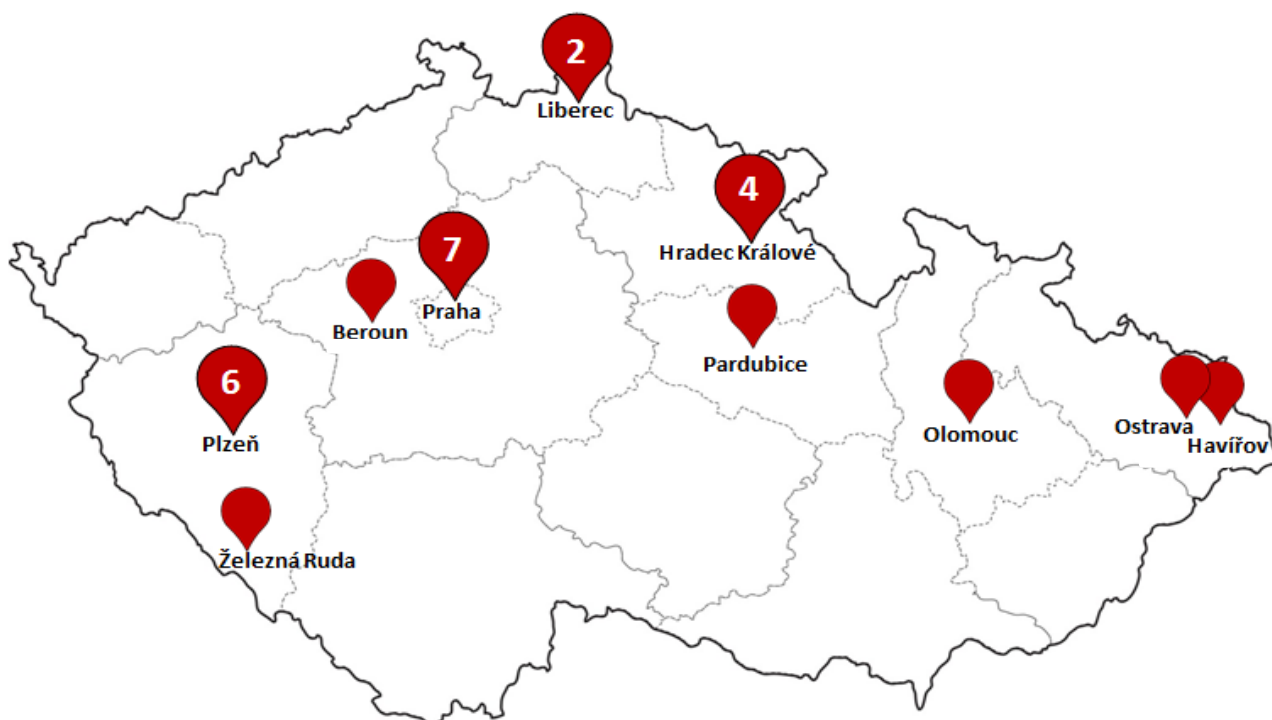 2
Liberec
4
Hradec Králové
7
Praha
Beroun
Pardubice
6
Plzeň
Olomouc
Ostrava
Havířov
Železná Ruda